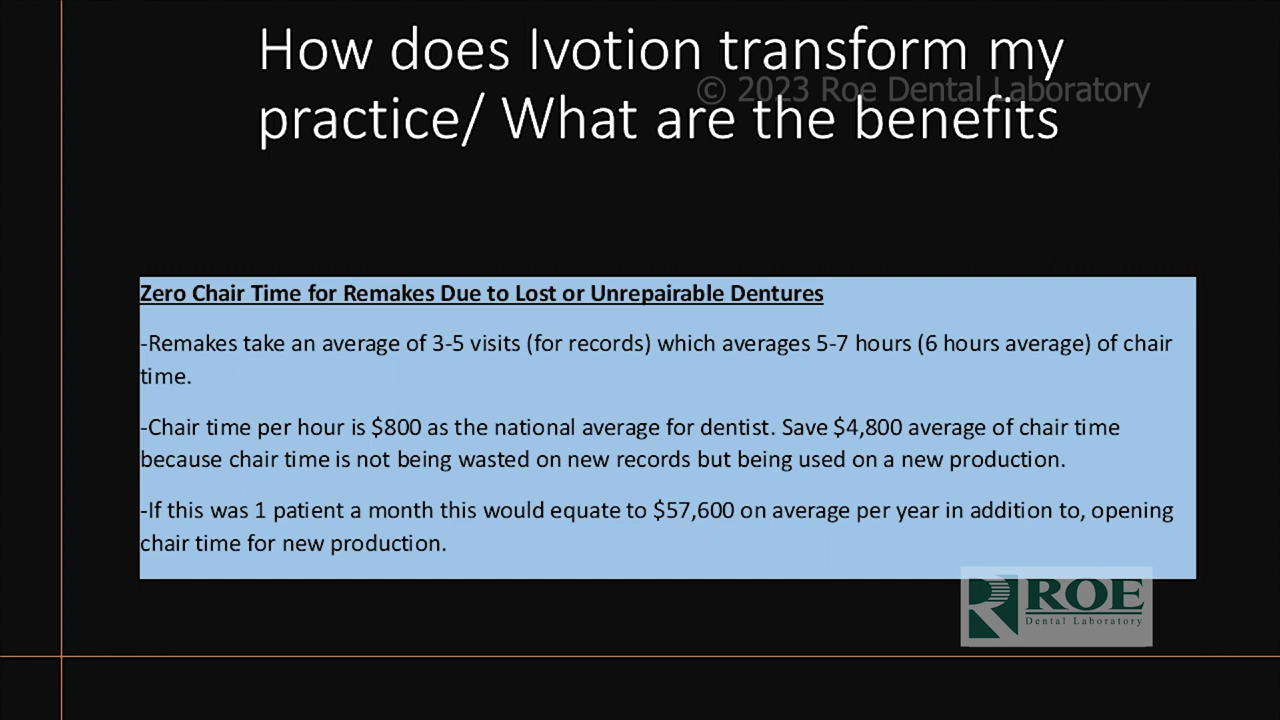 How does Ivotion transform my
© 2023 Roe Dental Laboratory
practice/ What are the benefits
Zero Chair Time for Remakes Due to Lost or Unrepairable Dentures
-Remakes take an average of 3-5 visits (for records) which averages 5-7 hours (6 hours average) of chair
time.
-Chair time per hour is $800 as the national average for dentist. Save $4,800 average of chair time
because chair time is not being wasted on new records but being used on a new production.
-If this was 1 patient a month this would equate to $57,600 on average per year in addition to, opening
chair time for new production.
ROE
Dental Laboratory